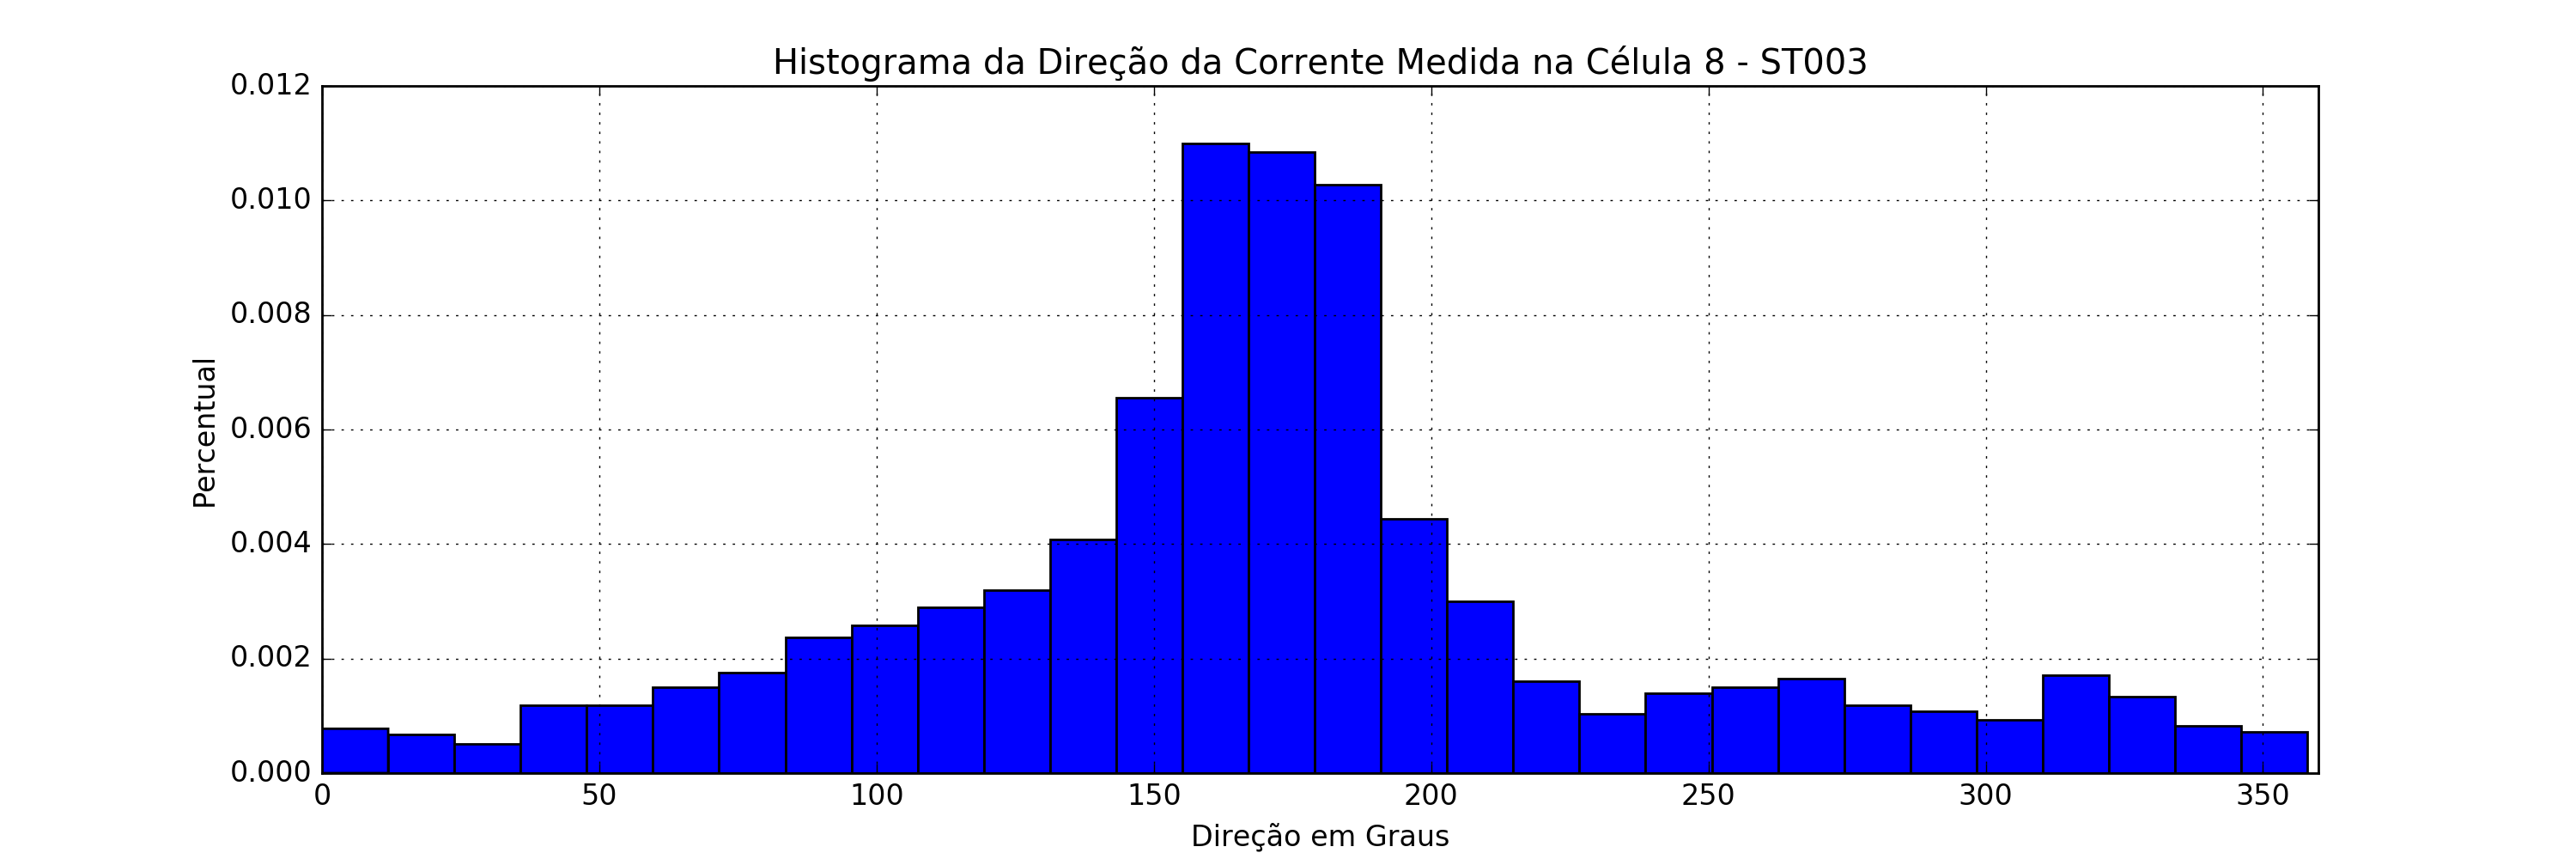 Histograma da Direção da Corrente Medida na Célula 8 - ST003
0.012
0.010
0.008
0.006
0.004
0.002
0.000
Percentual
0 50 100 150 200 250 300 350
Direção em Graus